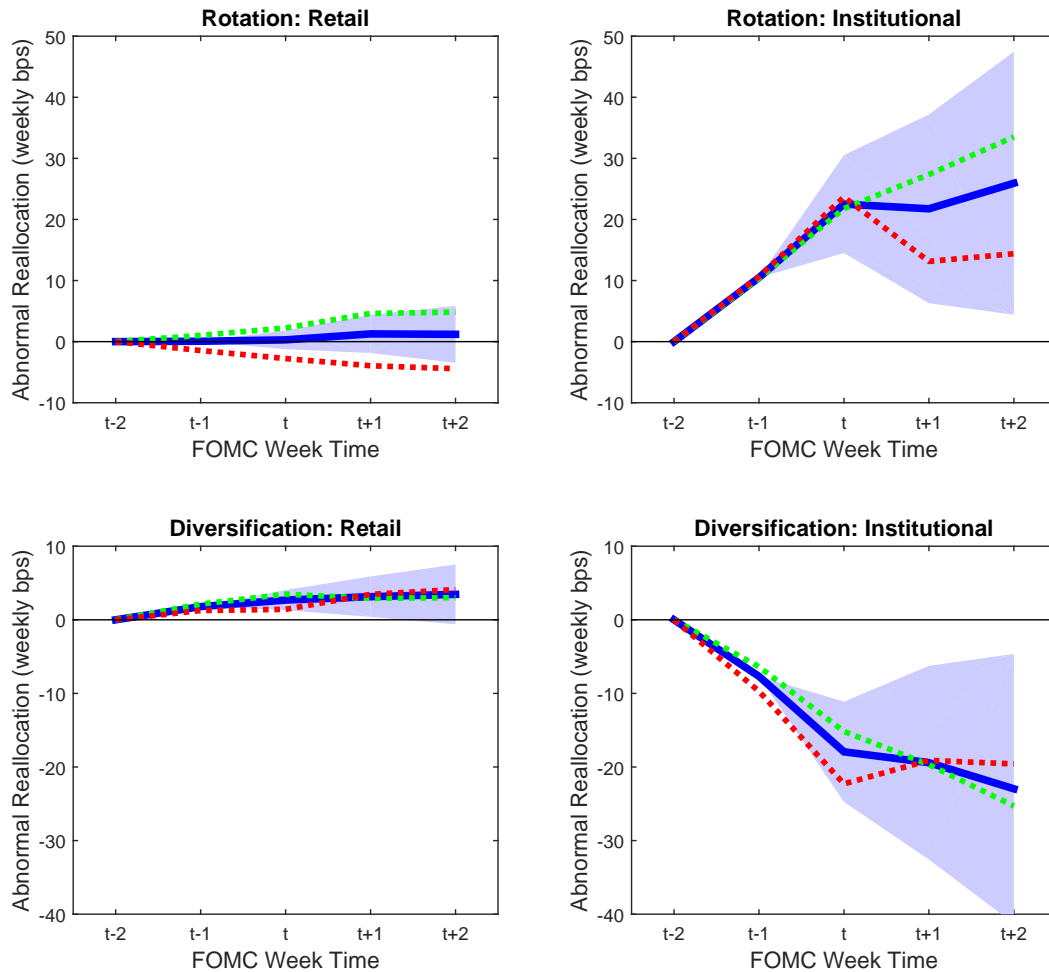 Rotation: Retail
Abnormal Reallocation (weekly bps)
50
40
30
20
10
0
-10
t-2 t-1 t t+1 t+2
FOMC Week Time
Rotation: Institutional
Abnormal Reallocation (weekly bps)
50
40
30
20
10
0
-10
t-2 t-1 t t+1 t+2
FOMC Week Time
Diversification: Retail
Abnormal Reallocation (weekly bps)
10
0
-10
-20
-30
-40
t-2 t-1 t t+1 t+2
FOMC Week Time
Diversification: Institutional
Abnormal Reallocation (weekly bps)
10
0
-10
-20
-30
-40
t-2 t-1 t t+1 t+2
FOMC Week Time